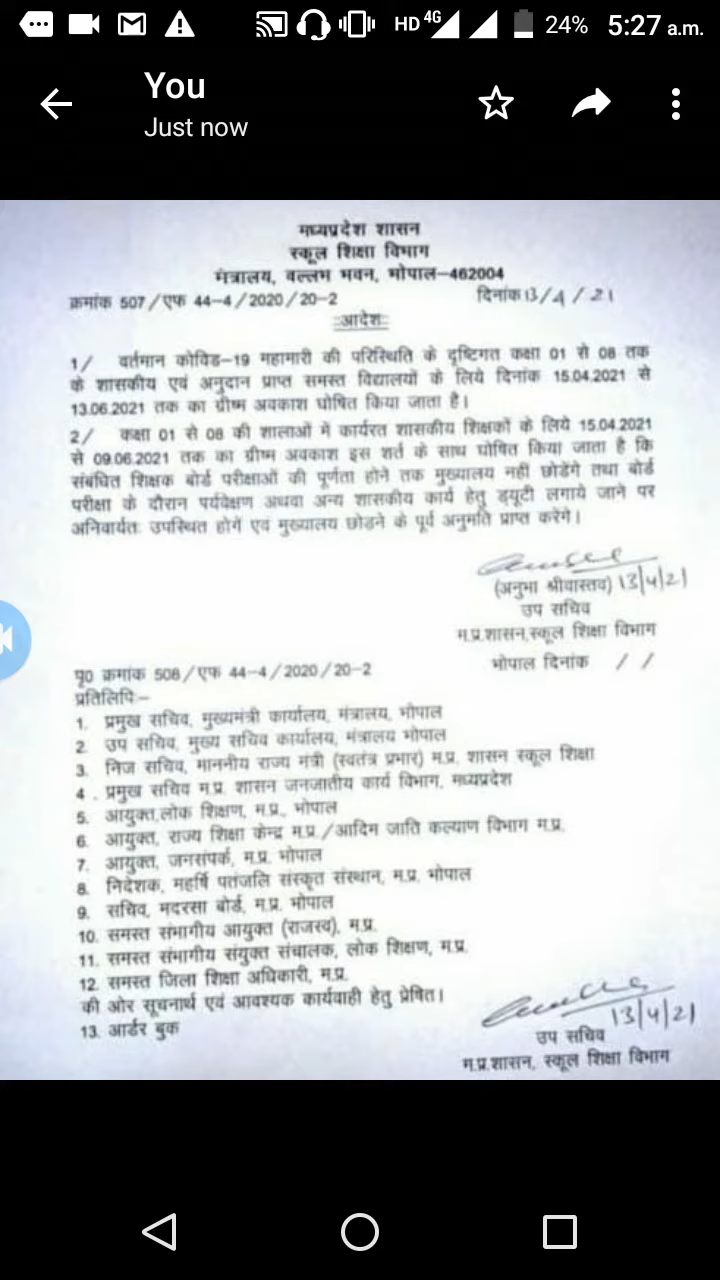 HD 4G 24% 5:27 a.m.
You
Just now
मध्यप्रदेश शासन
स्कूल शिक्षा विभाग
मंत्रालय, वल्लभ भवन, भोपाल–462004
क्रमांक 507/एफ 44–4/2020/20–2 दिनांक 13/4/21
::आदेश::
1/ वर्तमान कोविड–19 महामारी की परिस्थिति के दृष्टिगत कक्षा 01 से 08 तक
के शासकीय एवं अनुदान प्राप्त समस्त विद्यालयों के लिये दिनांक 15.04.2021 से
13.06.2021 तक का ग्रीष्म अवकाश घोषित किया जाता है।
2/ कक्षा 01 से 08 की शालाओं में कार्यरत शासकीय शिक्षकों के लिये 15.04.2021
से 09.06.2021 तक का ग्रीष्म अवकाश इस शर्त के साथ घोषित किया जाता है कि
संबंधित शिक्षक बोर्ड परीक्षाओं की पूर्णता होने तक मुख्यालय नहीं छोडेगे तथा बोर्ड
परीक्षा के दौरान पर्यवेक्षण अथवा अन्य शासकीय कार्य हेतु ड्यूटी लगाये जाने पर
अनिवार्यतः उपस्थित होगें एवं मुख्यालय छोडने के पूर्व अनुमति प्राप्त करेंगे।
(अनुभा श्रीवास्तव) 13/4/21
उप सचिव
म.प्र.शासन,स्कूल शिक्षा विभाग
पृ0 क्रमांक 508/एफ 44–4/2020/20–2 भोपाल दिनांक / /
प्रतिलिपिः–
1. प्रमुख सचिव, मुख्यमंत्री कार्यालय, मंत्रालय, भोपाल
2. उप सचिव, मुख्य सचिव कार्यालय, मंत्रालय भोपाल
3. निज सचिव, माननीय राज्य मंत्री (स्वतंत्र प्रभार) म.प्र. शासन स्कूल शिक्षा
4 . प्रमुख सचिव म.प्र. शासन जनजातीय कार्य विभाग, मध्यप्रदेश
5. आयुक्त,लोक शिक्षण, म.प्र., भोपाल
6. आयुक्त, राज्य शिक्षा केन्द्र म.प्र./आदिम जाति कल्याण विभाग म.प्र.
7. आयुक्त, जनसंपर्क, म.प्र. भोपाल
8. निदेशक, महर्षि पतंजलि संस्कृत संस्थान, म.प्र. भोपाल
9. सचिव, मदरसा बोर्ड, म.प्र. भोपाल
10. समस्त संभागीय आयुक्त (राजस्व), म.प्र.
11. समस्त संभागीय संयुक्त संचालक, लोक शिक्षण, म.प्र.
12. समस्त जिला शिक्षा अधिकारी, म.प्र.
की ओर सूचनार्थ एवं आवश्यक कार्यवाही हेतु प्रेषित।
13. आर्डर बुक
13/4/21
उप सचिव
म.प्र.शासन, स्कूल शिक्षा विभाग